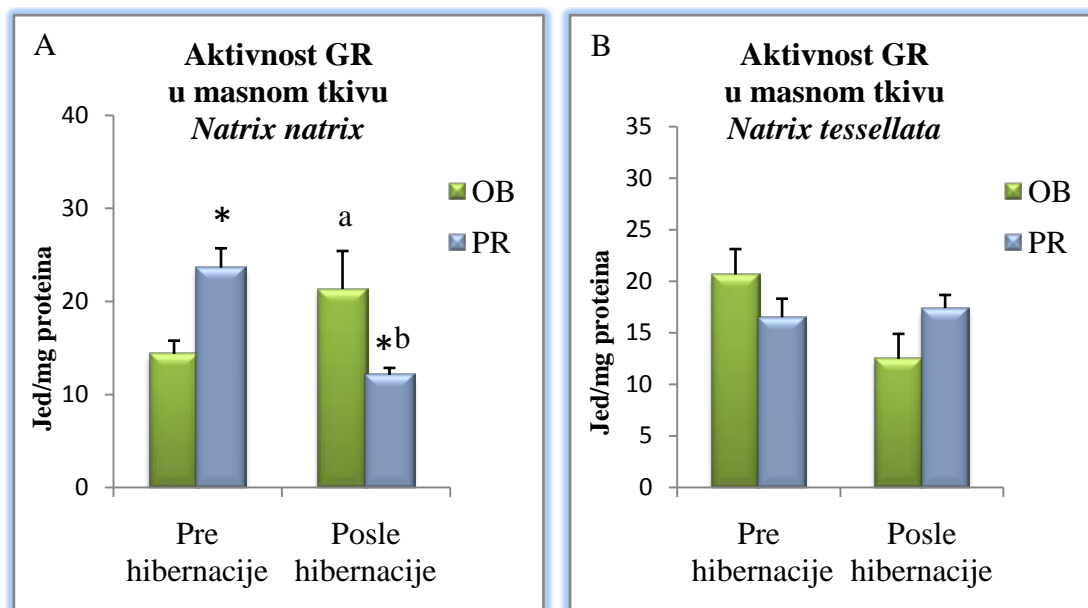 A
Aktivnost GR
u masnom tkivu
Natrix natrix
Jed/mg proteina
40
30
20
10
0
*
a
*b
OB
PR
Pre
hibernacije
Posle
hibernacije
B
Aktivnost GR
u masnom tkivu
Natrix tessellata
Jed/mg proteina
35
30
25
20
15
10
5
0
OB
PR
Pre
hibernacije
Posle
hibernacije